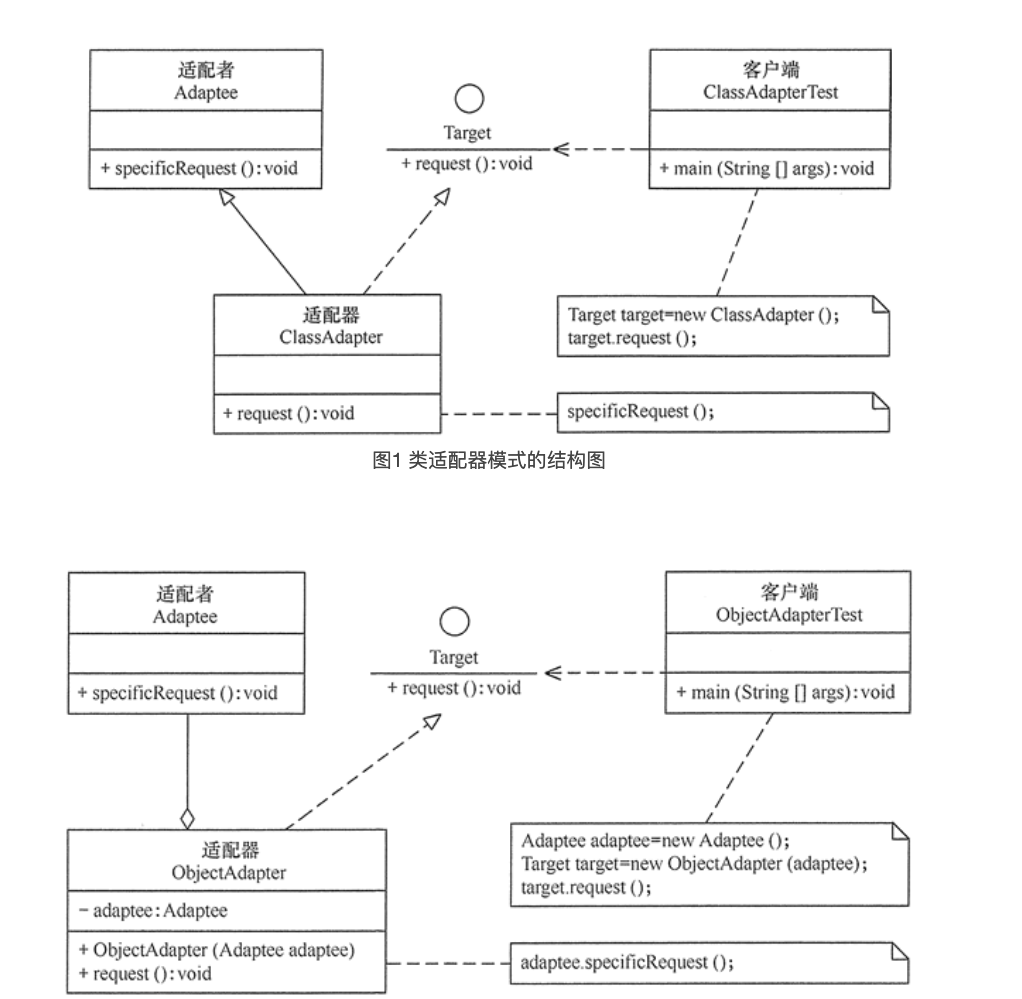 适配者
Adaptee
+ specificRequest ( ) : void
Target
+ request ( ) : void
客户端
ClassAdapterTest
+ main (String [] args) : void
适配器
ClassAdapter
+ request ( ) : void
Target target=new ClassAdapter ( );
target.request ( );
specificRequest ( );
图1 类适配器模式的结构图
适配者
Adaptee
+ specificRequest ( ) : void
Target
+ request ( ) : void
客户端
ObjectAdapterTest
+ main (String [] args) : void
适配器
ObjectAdapter
− adaptee : Adaptee
+ ObjectAdapter (Adaptee adaptee)
+ request ( ) : void
Adaptee adaptee=new Adaptee ( );
Target target=new ObjectAdapter (adaptee);
target.request ( );
adaptee.specificRequest ( );